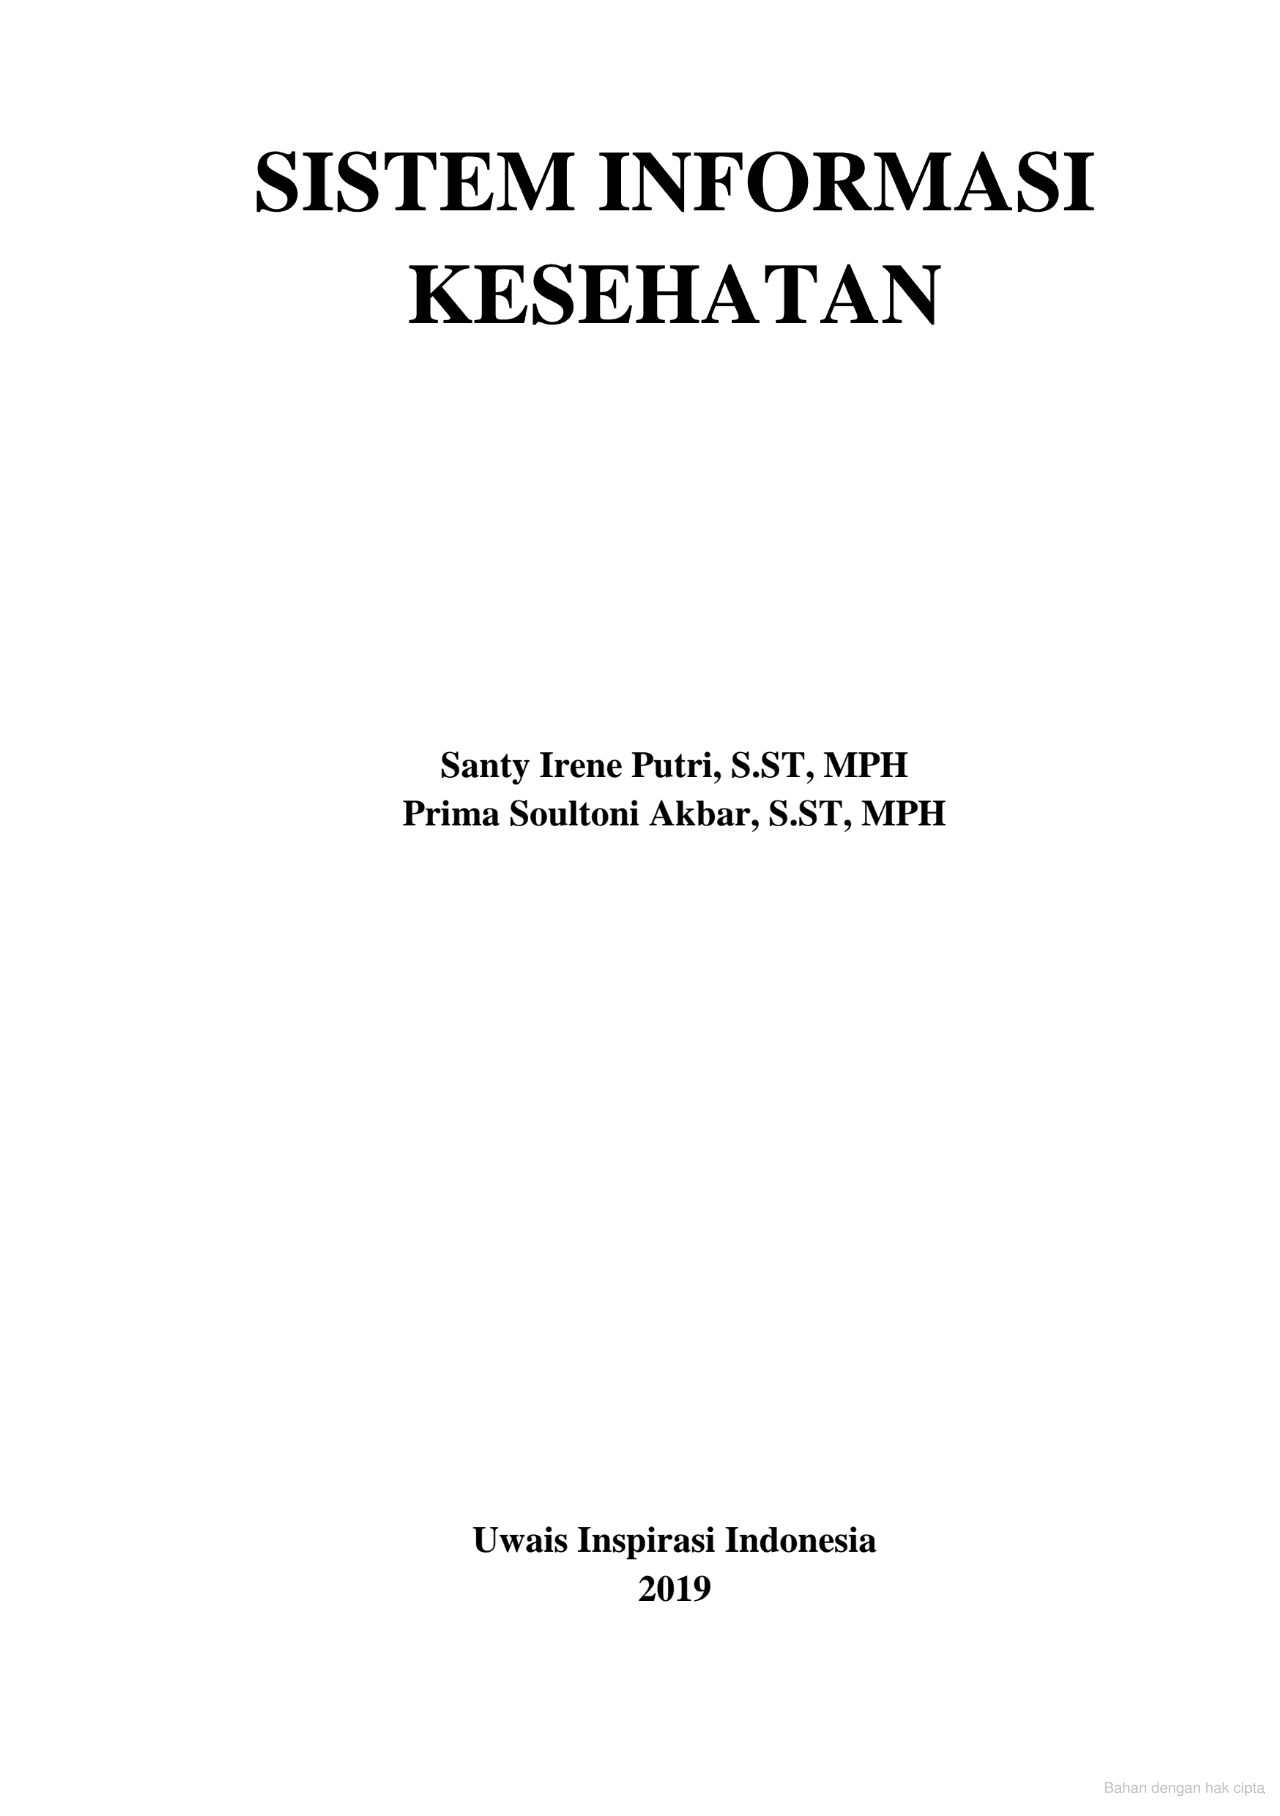 SISTEM INFORMASI
KESEHATAN
Santy Irene Putri, S.ST, MPH
Prima Soultoni Akbar, S.ST, MPH
Uwais Inspirasi Indonesia
2019
Bahan dengan hak cipta